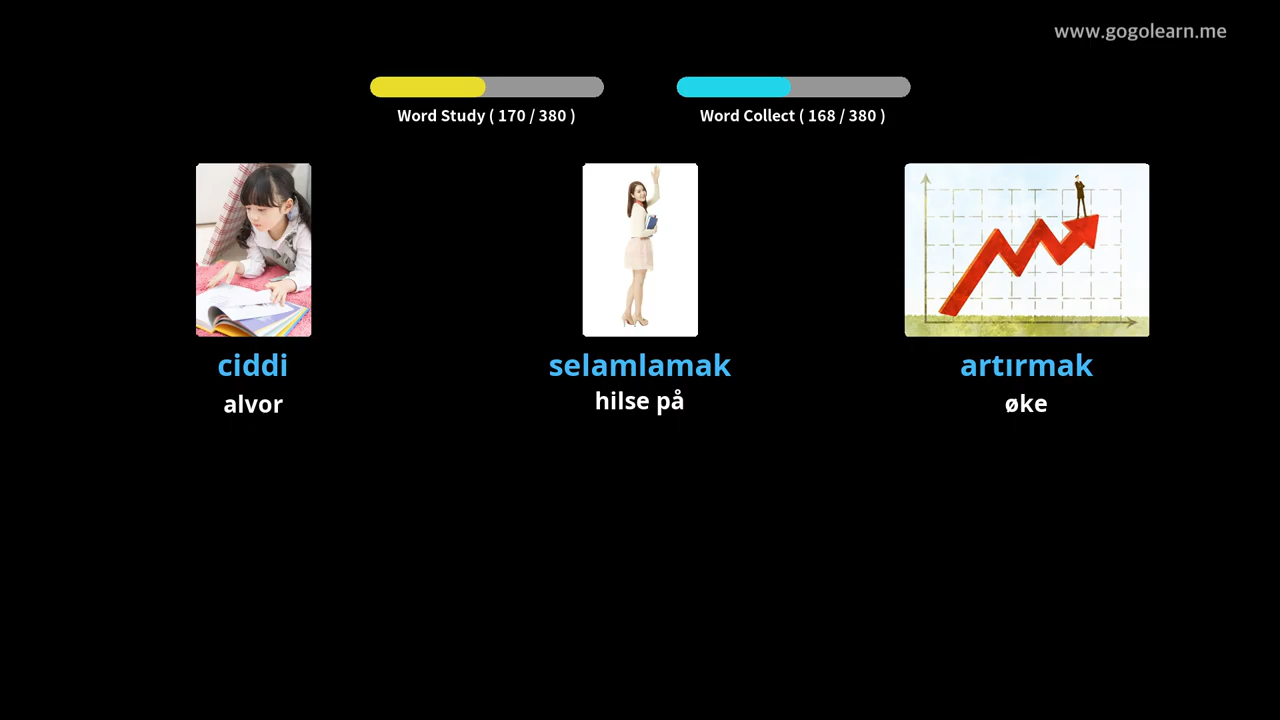 www.gogolearn.me
Word Study ( 170 / 380 )
Word Collect ( 168 / 380 )
ciddi
alvor
selamlamak
hilse på
artırmak
øke